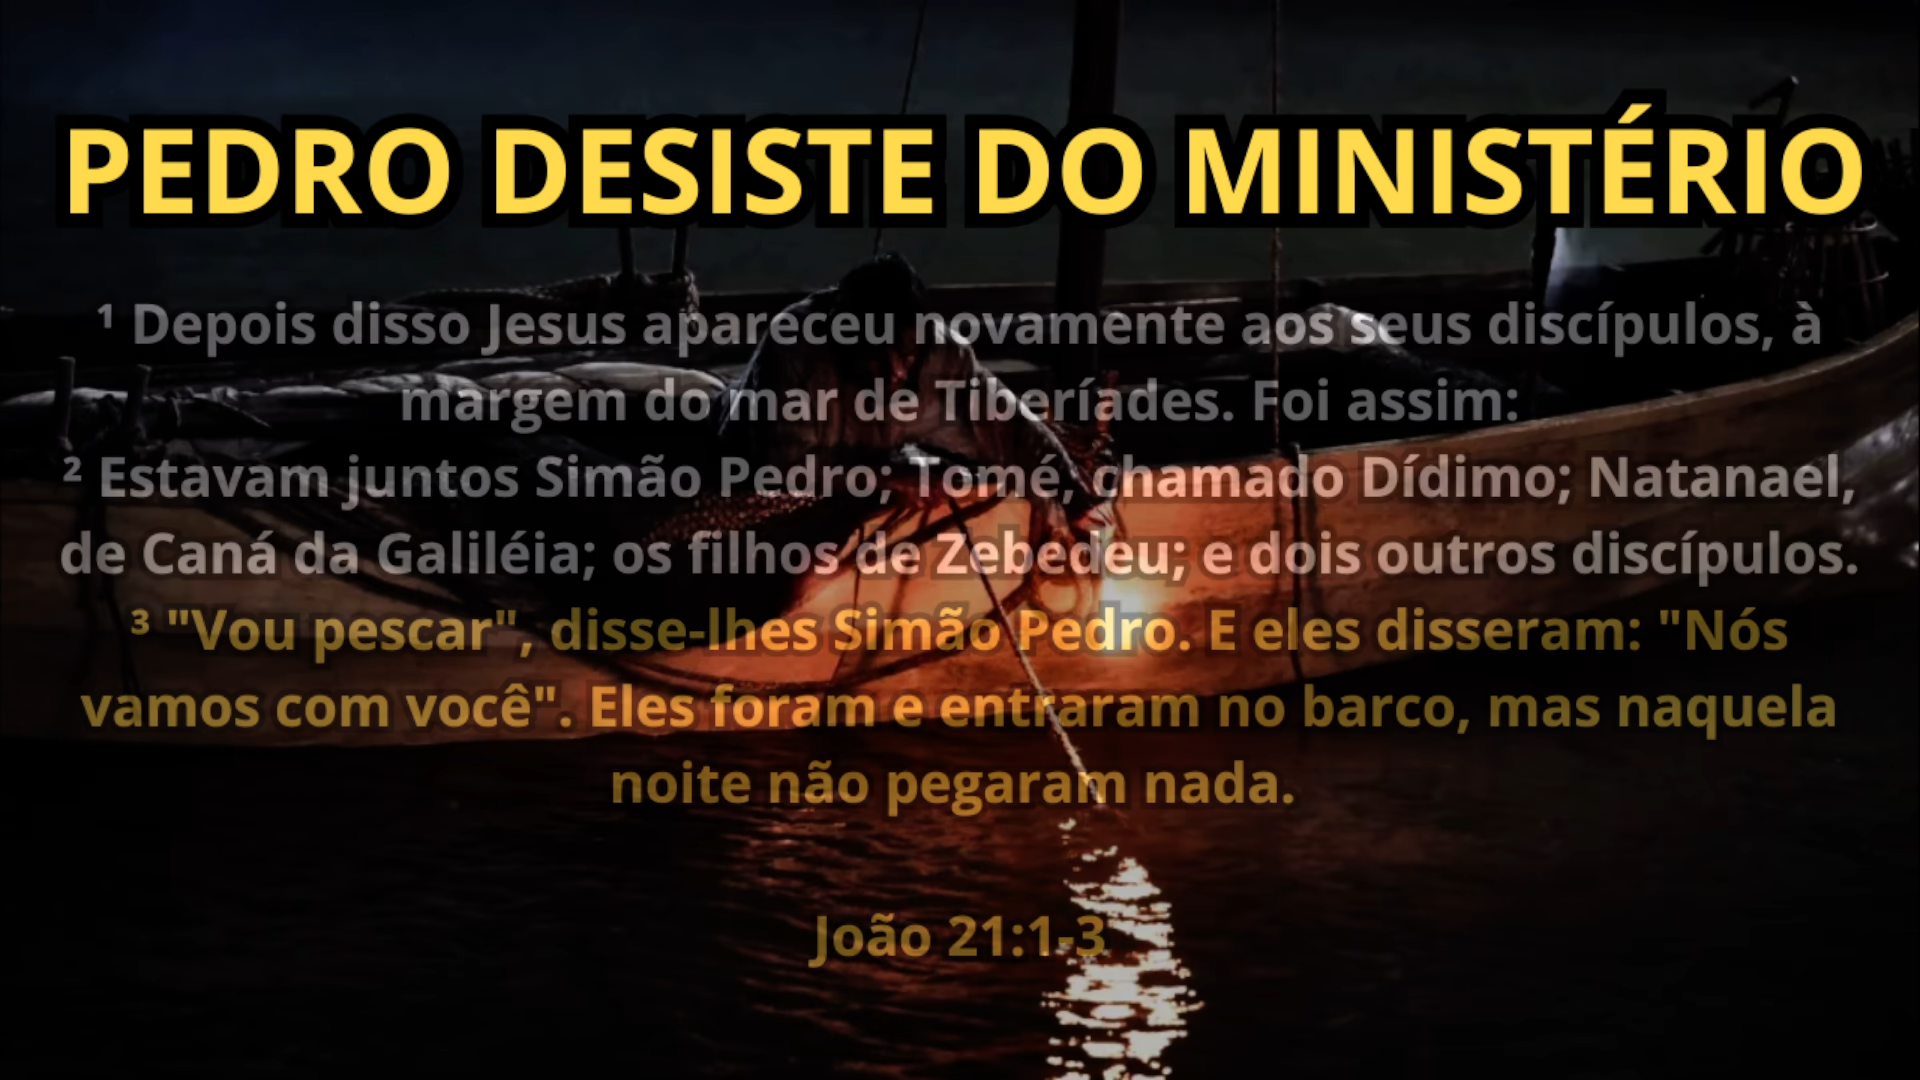 PEDRO DESISTE DO MINISTÉRIO
¹ Depois disso Jesus apareceu novamente aos seus discípulos, à
margem do mar de Tiberíades. Foi assim:
² Estavam juntos Simão Pedro; Tomé, chamado Dídimo; Natanael,
de Caná da Galiléia; os filhos de Zebedeu; e dois outros discípulos.
³ "Vou pescar", disse-lhes Simão Pedro. E eles disseram: "Nós
vamos com você". Eles foram e entraram no barco, mas naquela
noite não pegaram nada.
João 21:1-3